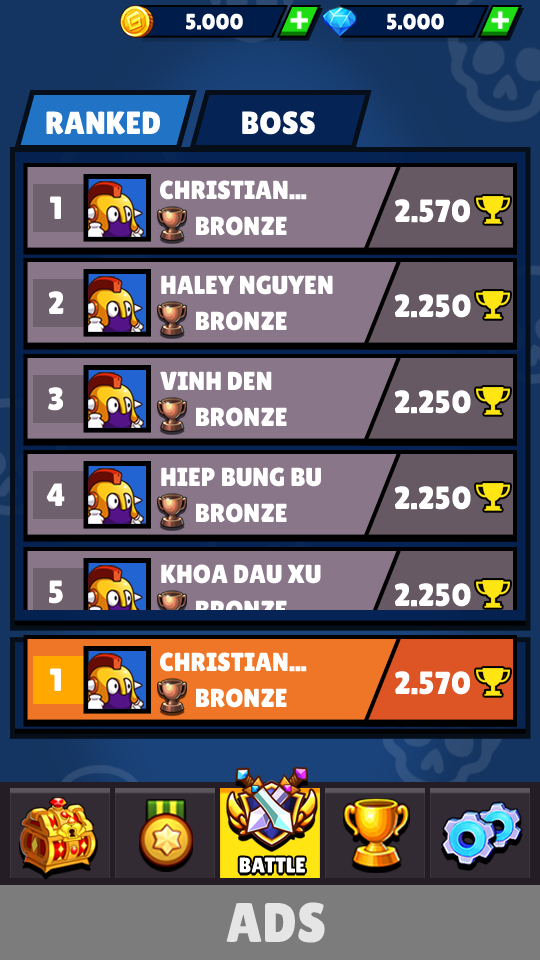 5.000 5.000
RANKED BOSS
1 CHRISTIAN... 2.570
BRONZE
2 HALEY NGUYEN 2.250
BRONZE
3 VINH DEN 2.250
BRONZE
4 HIEP BUNG BU 2.250
BRONZE
5 KHOA DAU XU 2.250
BRONZE
1 CHRISTIAN... 2.570
BRONZE
BATTLE
ADS